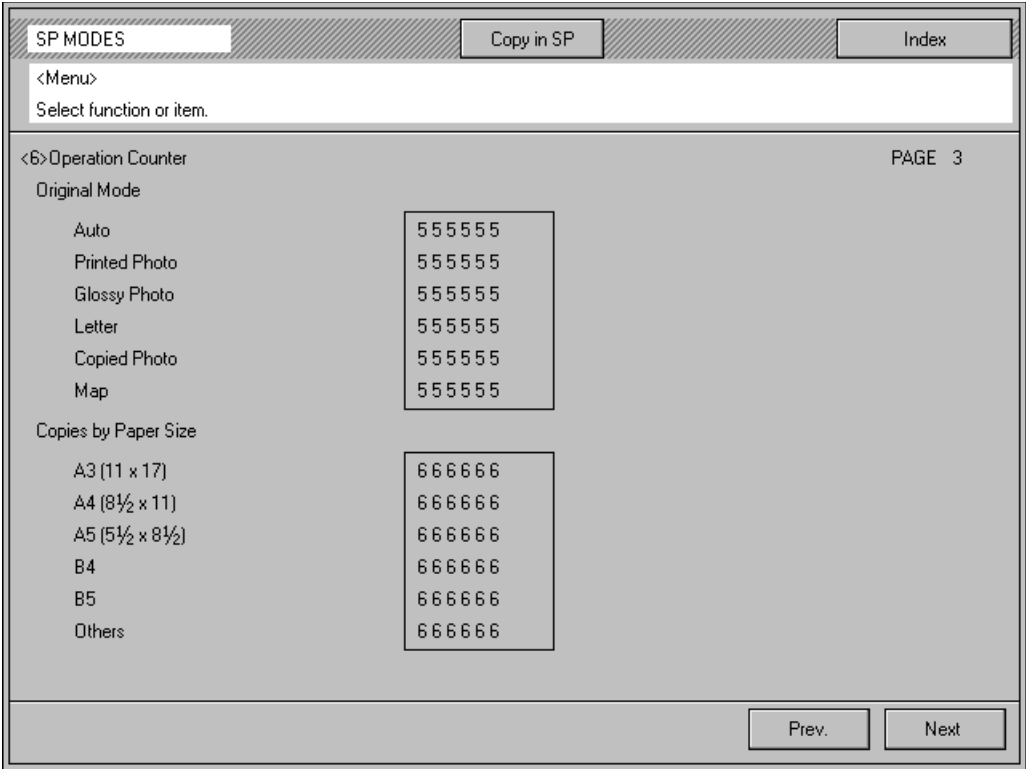 SP MODES Copy in SP Index
<Menu>
Select function or item.
<6>Operation Counter PAGE 3
Original Mode
Auto 555555
Printed Photo 555555
Glossy Photo 555555
Letter 555555
Copied Photo 555555
Map 555555
Copies by Paper Size
A3 (11 x 17) 666666
A4 (8½ x 11) 666666
A5 (5½ x 8½) 666666
B4 666666
B5 666666
Others 666666
Prev. Next